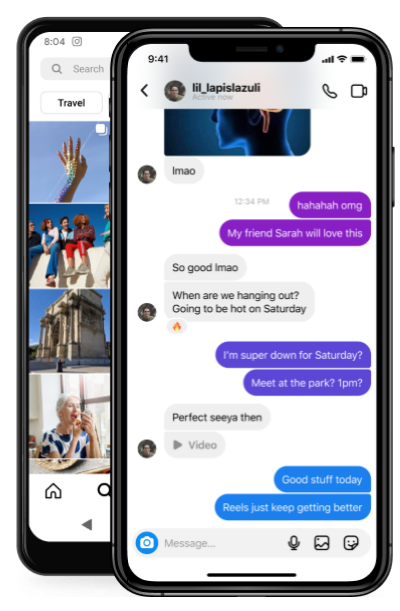 8:04
Search
Travel
9:41
lil_lapislazuli
Active now
lmao
12:34 PM
hahahah omg
My friend Sarah will love this
So good lmao
When are we hanging out?
Going to be hot on Saturday
I'm super down for Saturday?
Meet at the park? 1pm?
Perfect seeya then
Video
Good stuff today
Reels just keep getting better
Message...